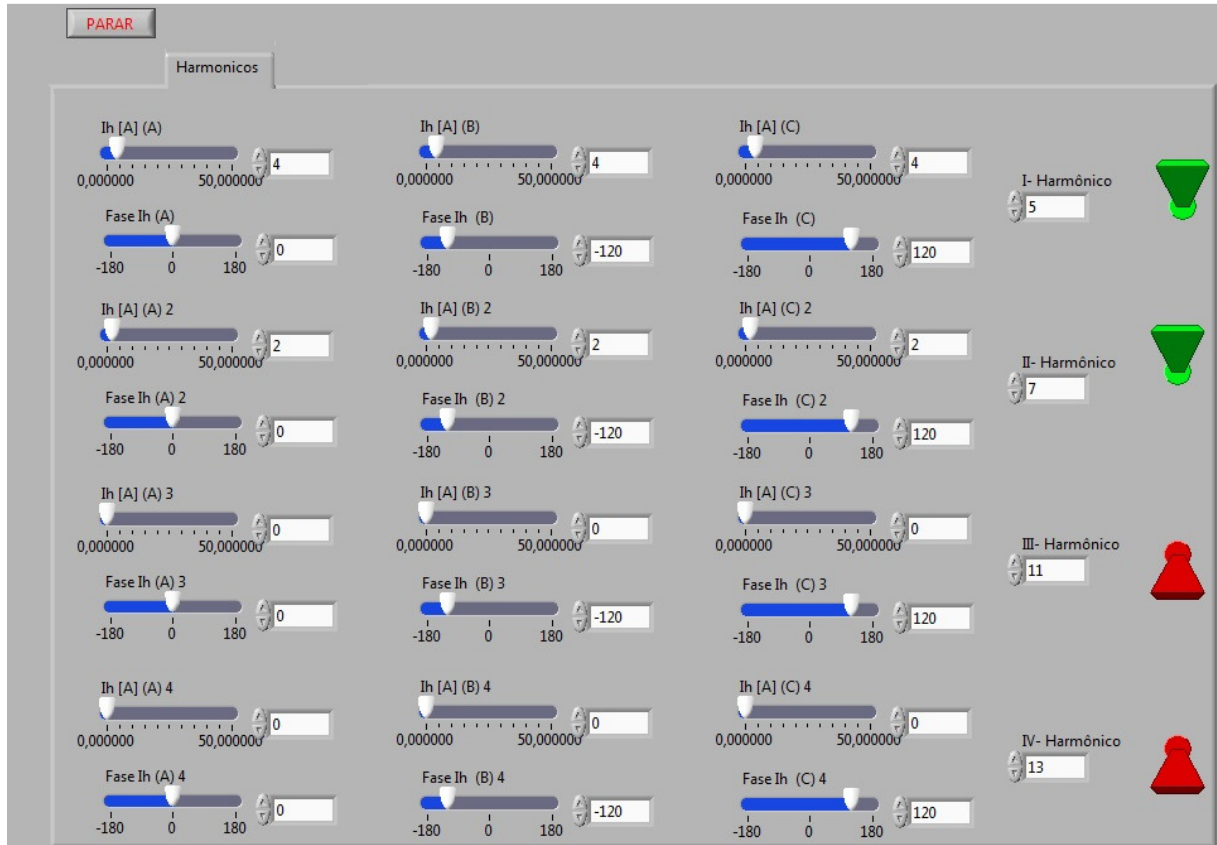 PARAR
Harmonicos
Ih [A] (A)
4
0,000000 50,000000
Ih [A] (B)
4
0,000000 50,000000
Ih [A] (C)
4
0,000000 50,000000
I- Harmônico
5
Fase Ih (A)
0
-180 0 180
Fase Ih (B)
-120
-180 0 180
Fase Ih (C)
120
-180 0 180
Ih [A] (A) 2
2
0,000000 50,000000
Ih [A] (B) 2
2
0,000000 50,000000
Ih [A] (C) 2
2
0,000000 50,000000
II- Harmônico
7
Fase Ih (A) 2
0
-180 0 180
Fase Ih (B) 2
-120
-180 0 180
Fase Ih (C) 2
120
-180 0 180
Ih [A] (A) 3
0
0,000000 50,000000
Ih [A] (B) 3
0
0,000000 50,000000
Ih [A] (C) 3
0
0,000000 50,000000
III- Harmônico
11
Fase Ih (A) 3
0
-180 0 180
Fase Ih (B) 3
-120
-180 0 180
Fase Ih (C) 3
120
-180 0 180
Ih [A] (A) 4
0
0,000000 50,000000
Ih [A] (B) 4
0
0,000000 50,000000
Ih [A] (C) 4
0
0,000000 50,000000
IV- Harmônico
13
Fase Ih (A) 4
0
-180 0 180
Fase Ih (B) 4
-120
-180 0 180
Fase Ih (C) 4
120
-180 0 180